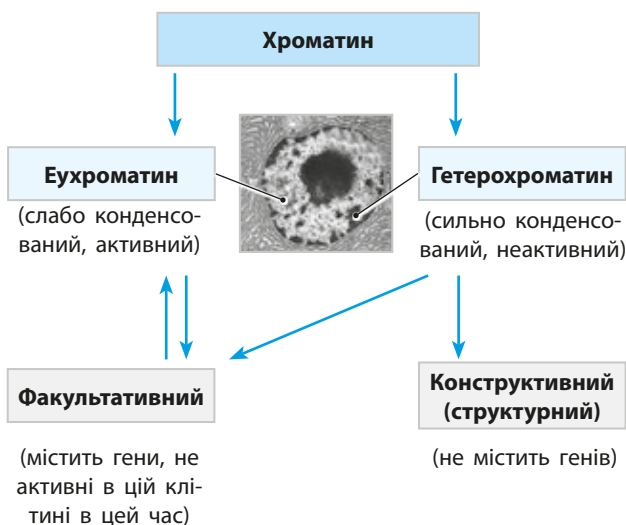 Хроматин
Еухроматин
(слабо конденсо-
ваний, активний)
Гетерохроматин
(сильно конденсо-
ваний, неактивний)
Факультативний
(містить гени, не
активні в цій клі-
тині в цей час)
Конструктивний
(структурний)
(не містить генів)